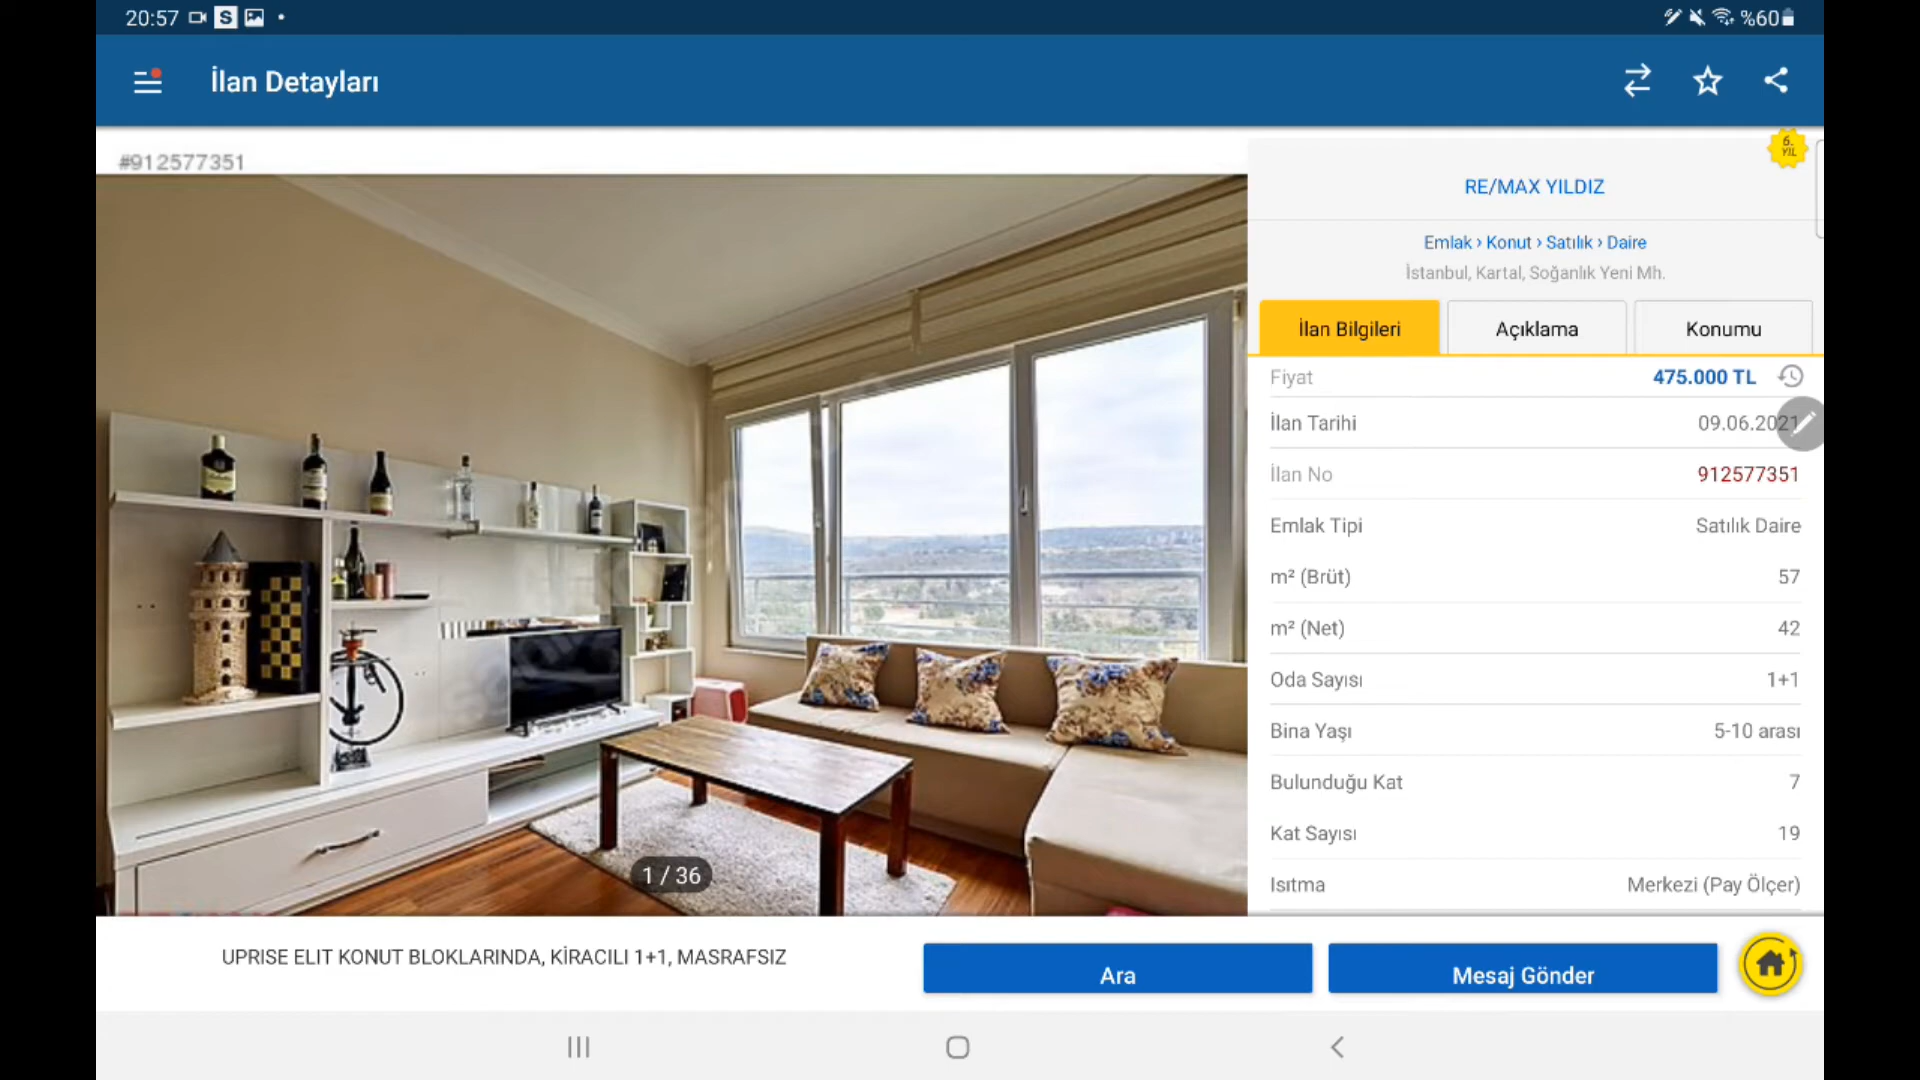 20:57
%60
İlan Detayları
#912577351
6. YIL
RE/MAX YILDIZ
Emlak › Konut › Satılık › Daire
İstanbul, Kartal, Soğanlık Yeni Mh.
İlan Bilgileri
Açıklama
Konumu
Fiyat 475.000 TL
İlan Tarihi 09.06.2021
İlan No 912577351
Emlak Tipi Satılık Daire
m² (Brüt) 57
m² (Net) 42
Oda Sayısı 1+1
Bina Yaşı 5-10 arası
Bulunduğu Kat 7
Kat Sayısı 19
Isıtma Merkezi (Pay Ölçer)
1 / 36
UPRISE ELIT KONUT BLOKLARINDA, KİRACILI 1+1, MASRAFSIZ
Ara
Mesaj Gönder